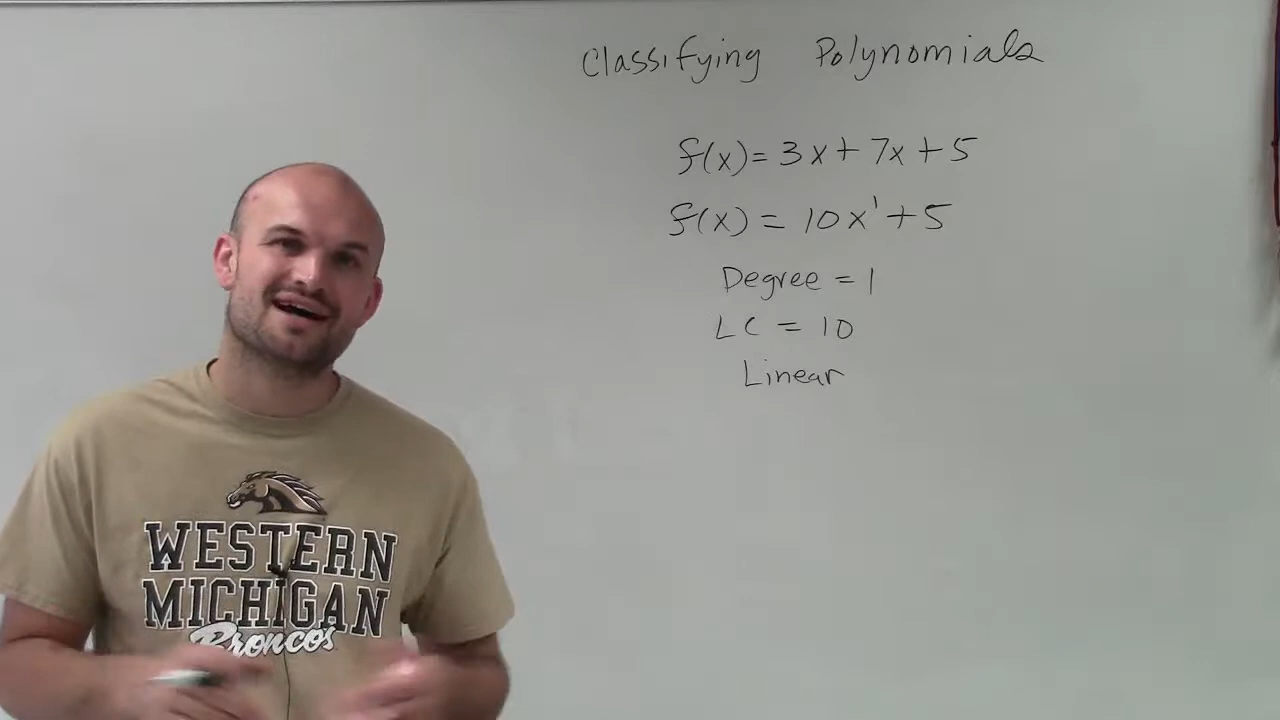 Classifying Polynomials
f(x) = 3x + 7x + 5
f(x) = 10x¹ + 5
Degree = 1
LC = 10
Linear
WESTERN
MICHIGAN
Broncos